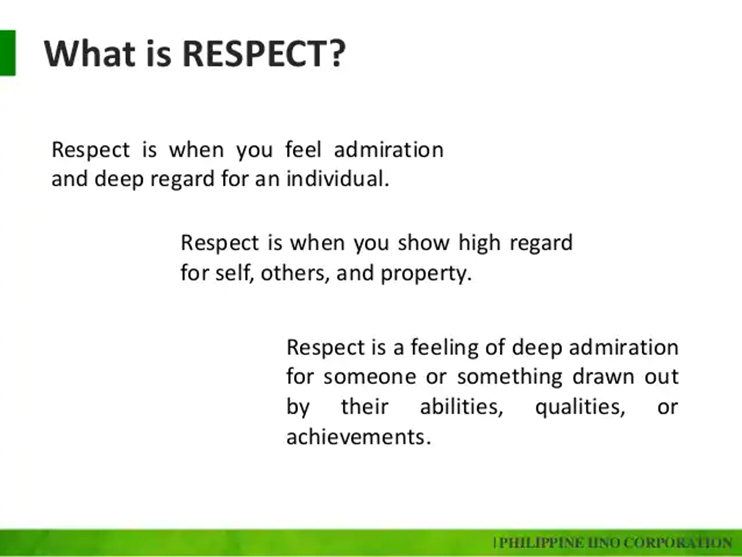 What is RESPECT?
Respect is when you feel admiration
and deep regard for an individual.
Respect is when you show high regard
for self, others, and property.
Respect is a feeling of deep admiration
for someone or something drawn out
by their abilities, qualities, or
achievements.
|PHILIPPINE IINO CORPORATION